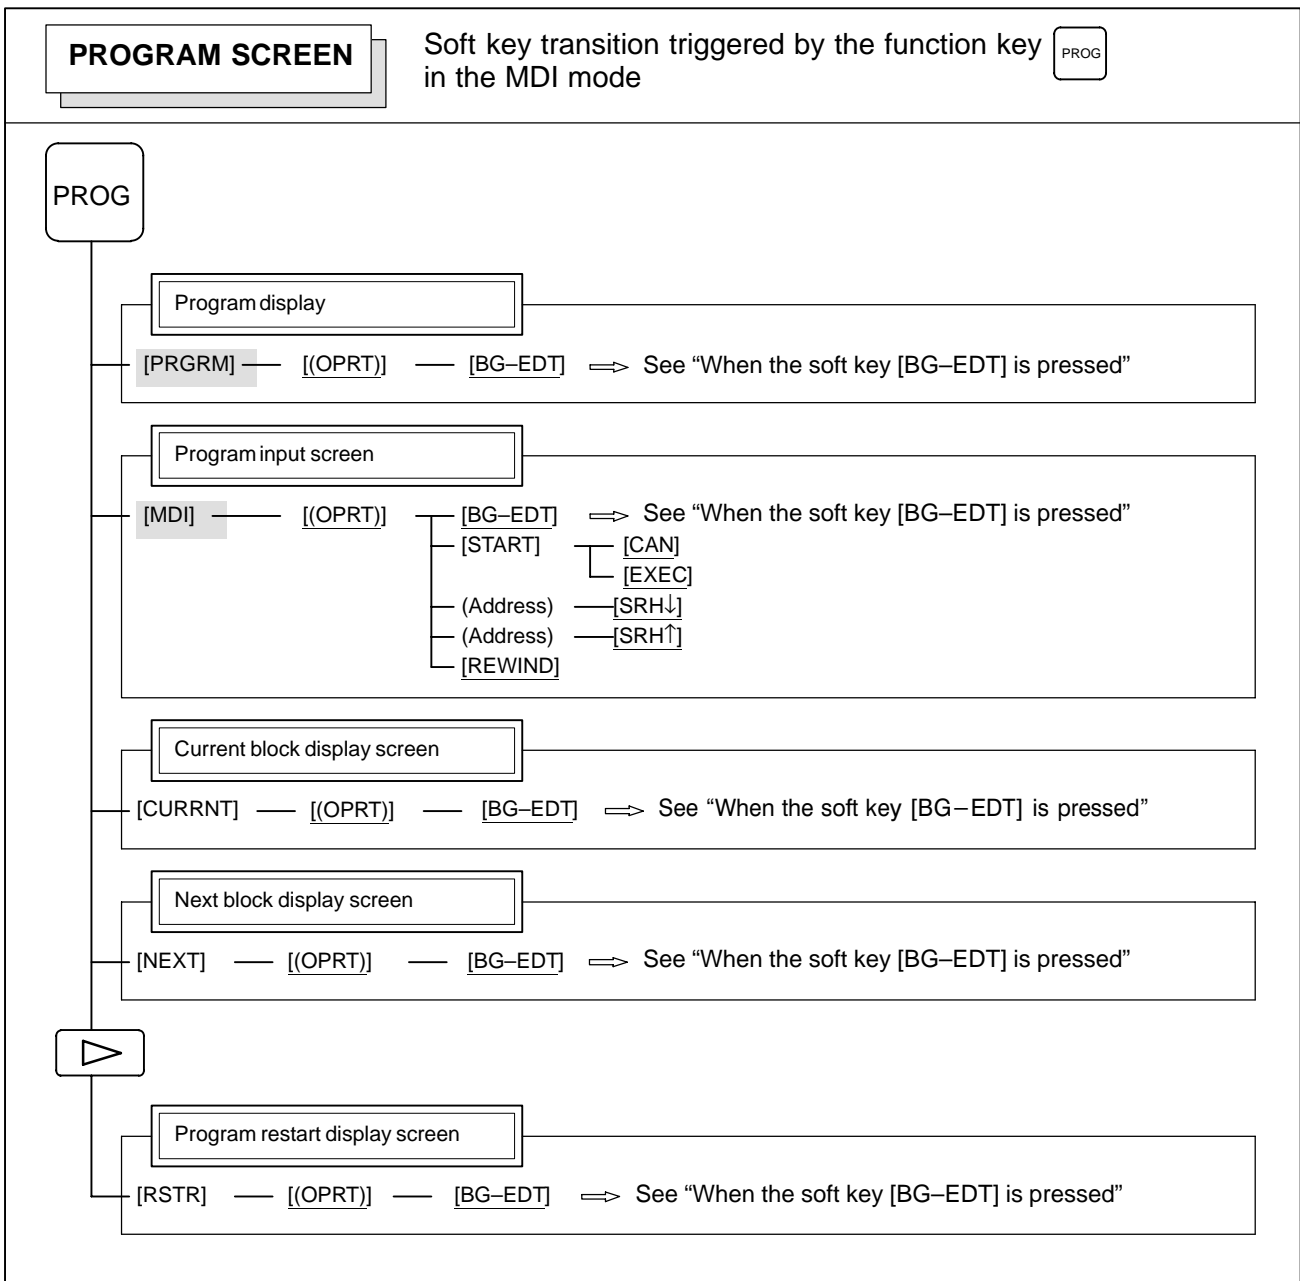 PROGRAM SCREEN
Soft key transition triggered by the function key PROG
in the MDI mode
PROG
Program display
[PRGRM] [(OPRT)] [BG–EDT] See “When the soft key [BG–EDT] is pressed”
Program input screen
[MDI] [(OPRT)] [BG–EDT] See “When the soft key [BG–EDT] is pressed”
[START] [CAN]
[EXEC]
(Address) [SRH↓]
(Address) [SRH↑]
[REWIND]
Current block display screen
[CURRNT] [(OPRT)] [BG–EDT] See “When the soft key [BG–EDT] is pressed”
Next block display screen
[NEXT] [(OPRT)] [BG–EDT] See “When the soft key [BG–EDT] is pressed”
Program restart display screen
[RSTR] [(OPRT)] [BG–EDT] See “When the soft key [BG–EDT] is pressed”